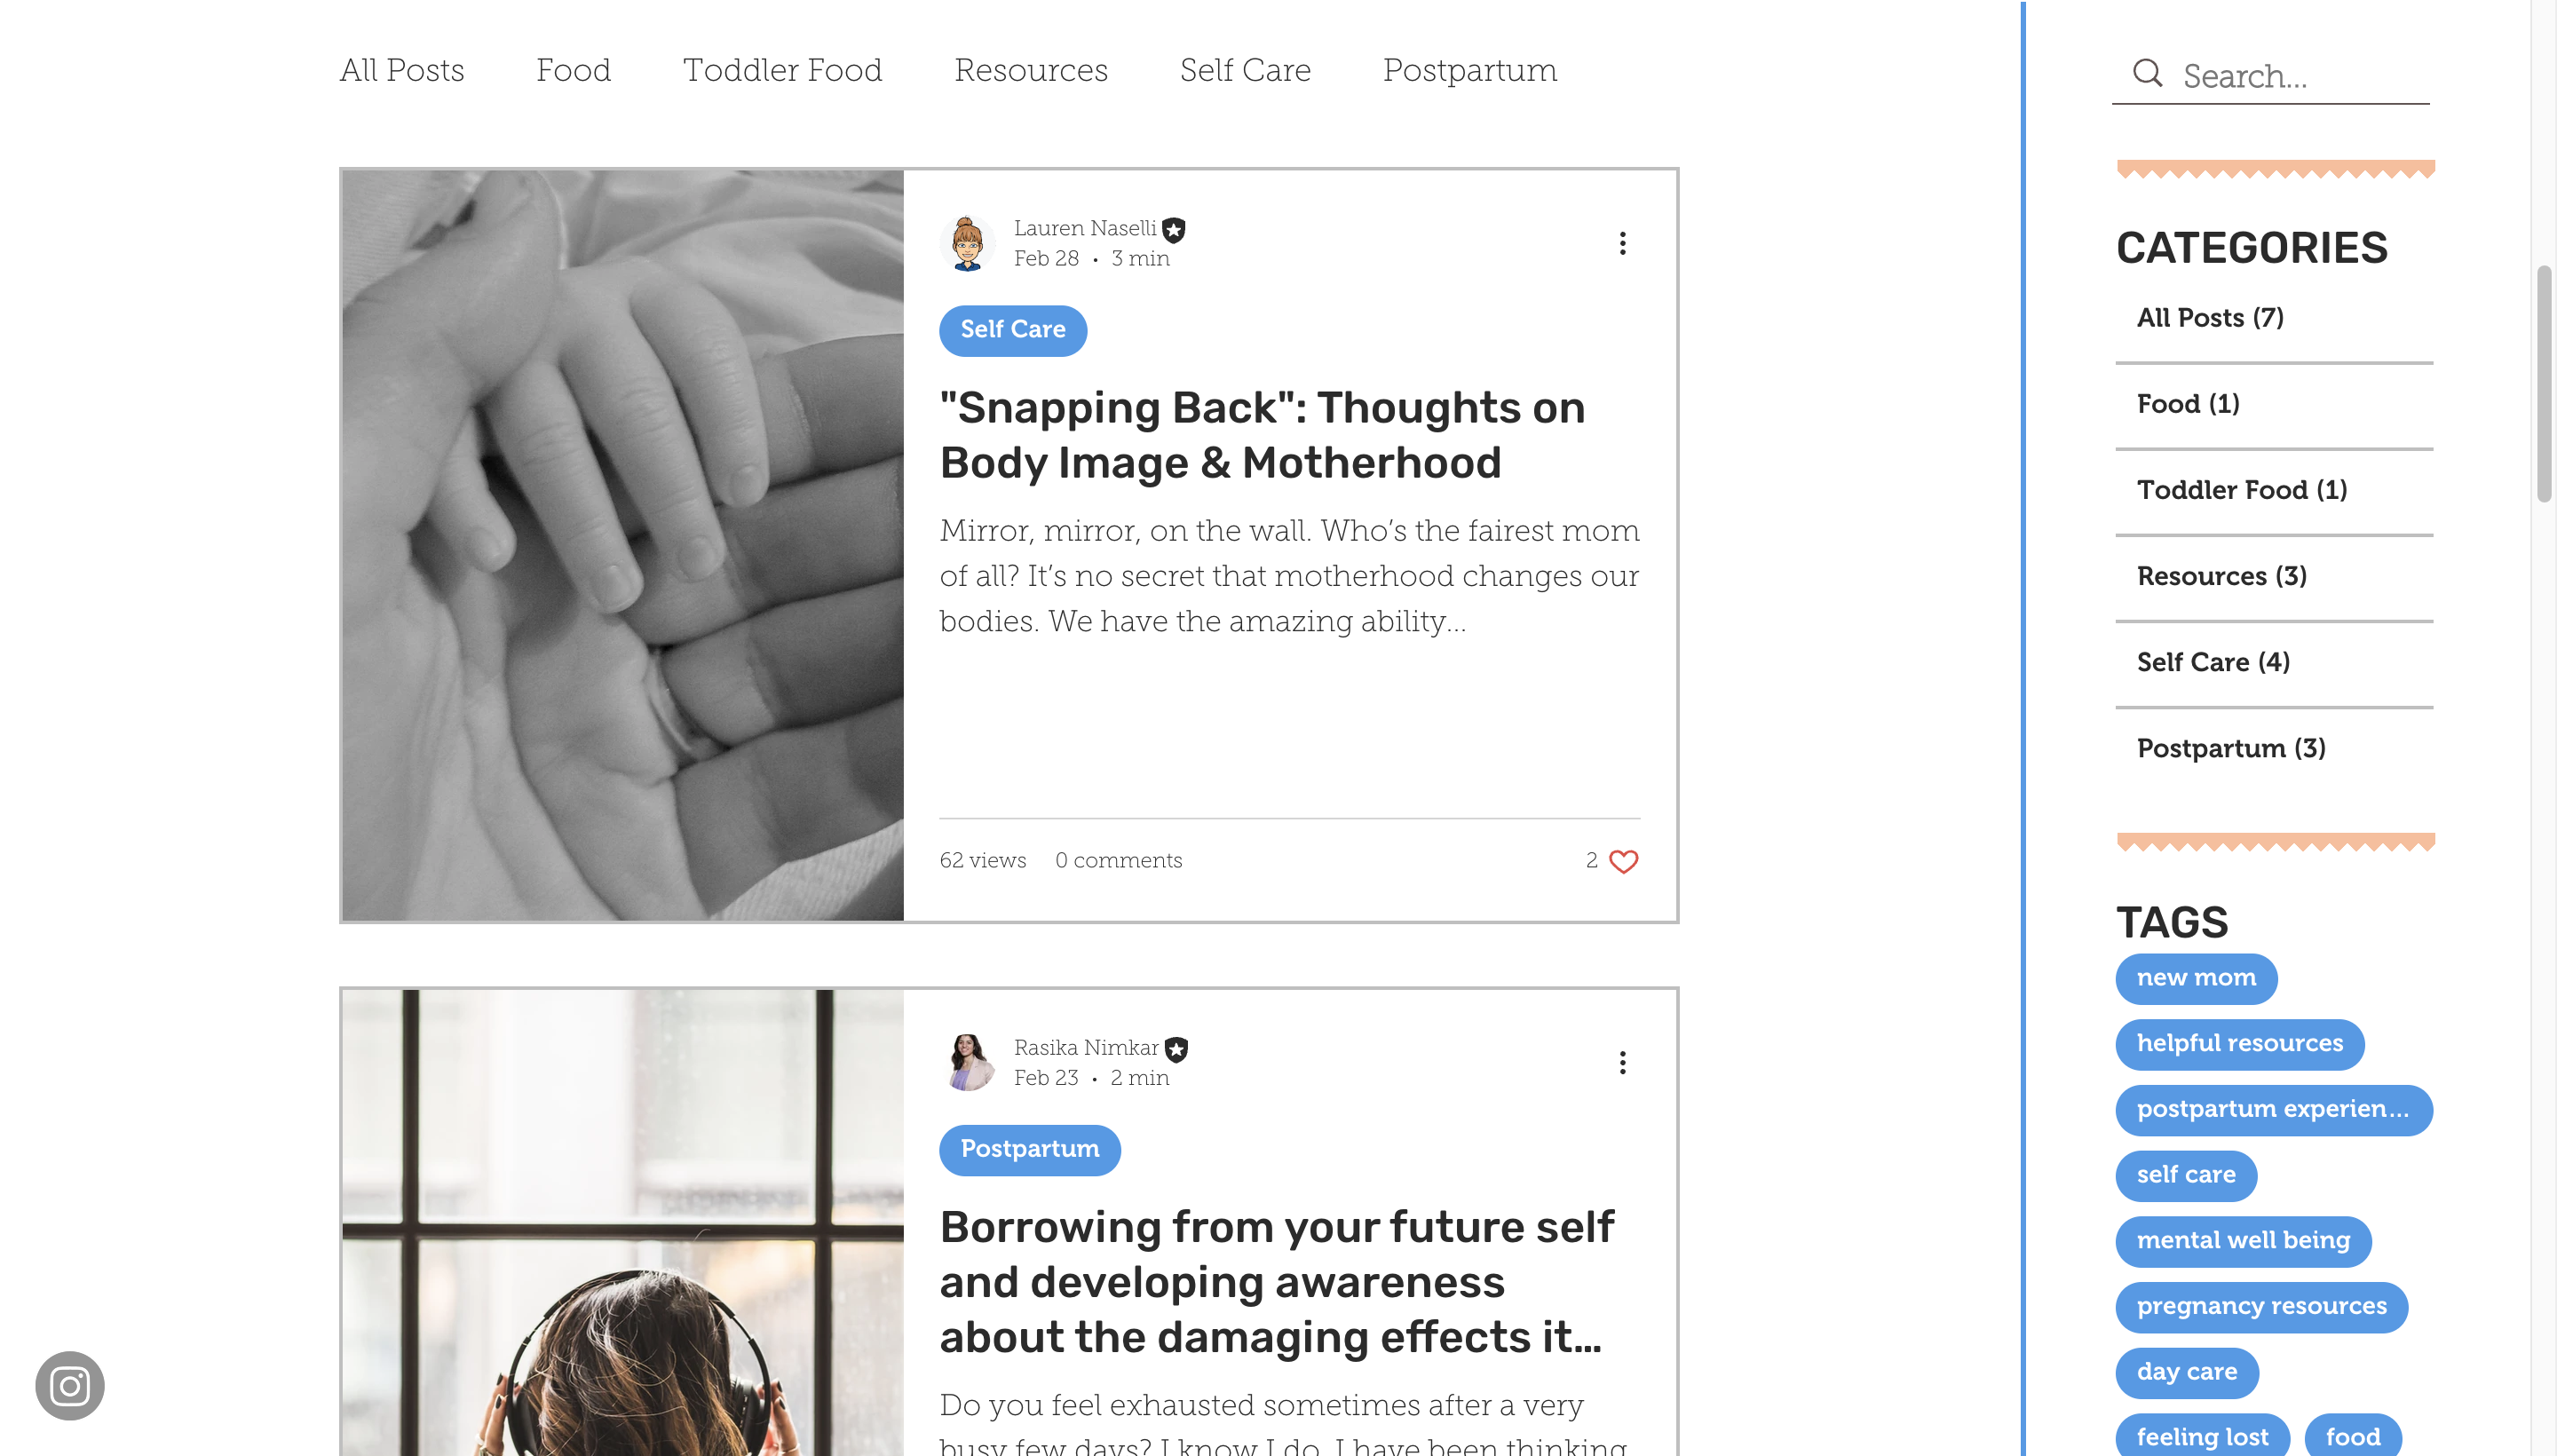 All Posts
Food
Toddler Food
Resources
Self Care
Postpartum
Search...
Lauren Naselli
Feb 28 · 3 min
Self Care
"Snapping Back": Thoughts on
Body Image & Motherhood
Mirror, mirror, on the wall. Who’s the fairest mom
of all? It’s no secret that motherhood changes our
bodies. We have the amazing ability...
62 views
0 comments
2
Rasika Nimkar
Feb 23 · 2 min
Postpartum
Borrowing from your future self
and developing awareness
about the damaging effects it...
Do you feel exhausted sometimes after a very
busy few days? I know I do. I have been thinking
CATEGORIES
All Posts (7)
Food (1)
Toddler Food (1)
Resources (3)
Self Care (4)
Postpartum (3)
TAGS
new mom
helpful resources
postpartum experien...
self care
mental well being
pregnancy resources
day care
feeling lost
food